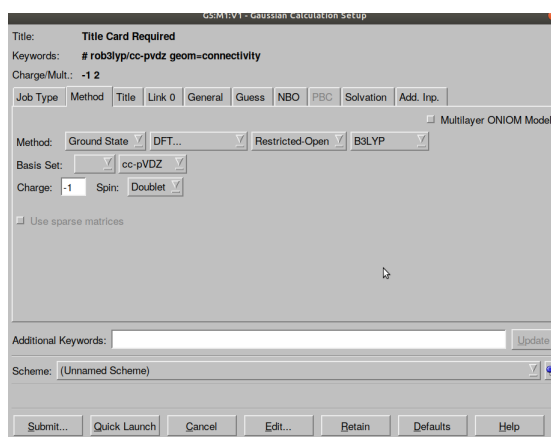 G3:M1:V1 - Gaussian Calculation Setup
Title: Title Card Required
Keywords: # rob3lyp/cc-pvdz geom=connectivity
Charge/Mult.: -1 2
Job Type Method Title Link 0 General Guess NBO PBC Solvation Add. Inp.
Multilayer ONIOM Model
Method: Ground State DFT... Restricted-Open B3LYP
Basis Set: cc-pVDZ
Charge: -1 Spin: Doublet
Use sparse matrices
Additional Keywords: Update
Scheme: (Unnamed Scheme)
Submit... Quick Launch Cancel Edit... Retain Defaults Help